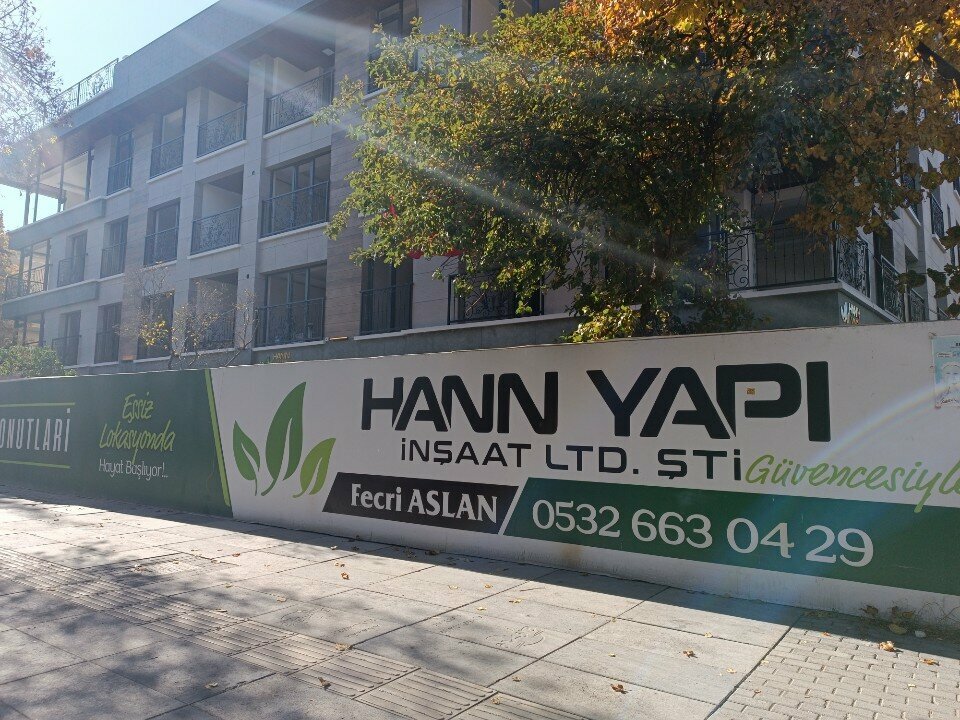 ONUTLARİ
Eşsiz
Lokasyonda
Hayat Başlıyor!..
HANN YAPI
İNŞAAT LTD. ŞTİ
Güvencesiyle
Fecri ASLAN
0532 663 04 29